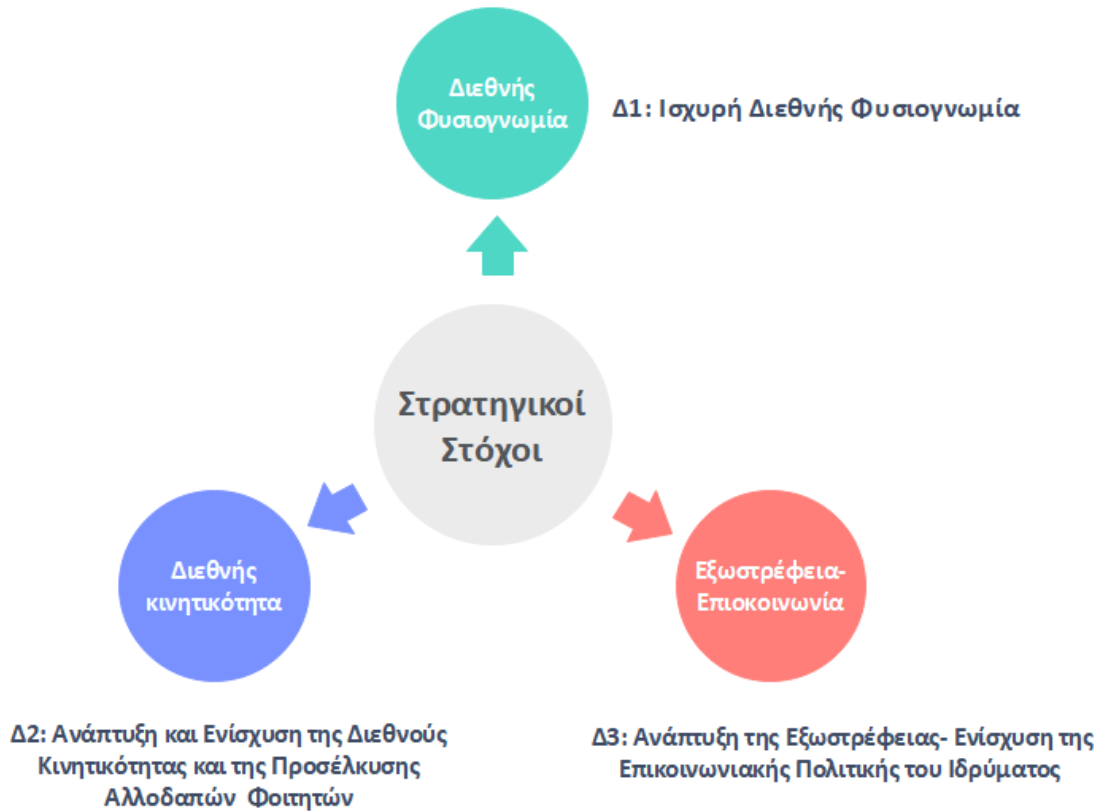 Διεθνής
Φυσιογνωμία
Δ1: Ισχυρή Διεθνής Φυσιογνωμία
Στρατηγικοί
Στόχοι
Διεθνής
κινητικότητα
Εξωστρέφεια-
Επιοκοινωνία
Δ2: Ανάπτυξη και Ενίσχυση της Διεθνούς
Κινητικότητας και της Προσέλκυσης
Αλλοδαπών Φοιτητών
Δ3: Ανάπτυξη της Εξωστρέφειας- Ενίσχυση της
Επικοινωνιακής Πολιτικής του Ιδρύματος